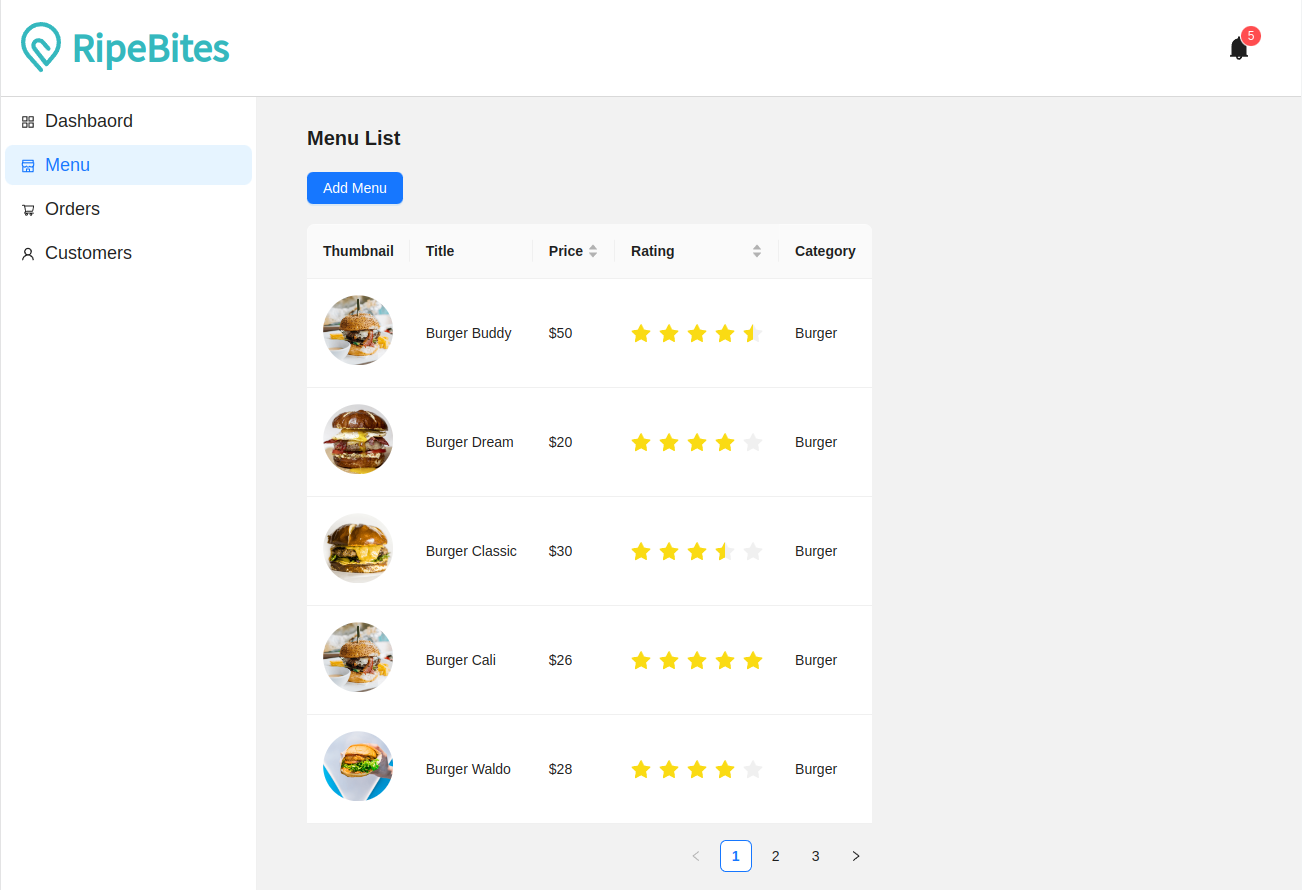 RipeBites
5
Dashbaord
Menu
Orders
Customers
Menu List
Add Menu
Thumbnail Title Price Rating Category
Burger Buddy $50 Burger
Burger Dream $20 Burger
Burger Classic $30 Burger
Burger Cali $26 Burger
Burger Waldo $28 Burger
1 2 3